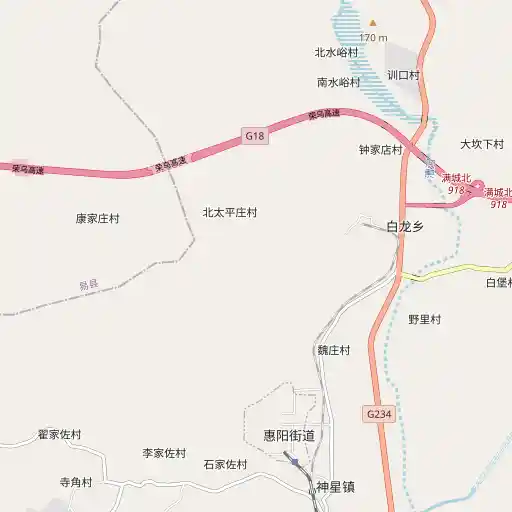 170 m
北水峪村
训口村
南水峪村
荣乌高速
G18
大坎下村
钟家店村
荣乌高速
荣乌高速
满城北
918
满城北
918
北太平庄村
康家庄村
白龙乡
易县
白堡村
野里村
魏庄村
G234
惠阳街道
翟家佐村
李家佐村
石家佐村
寺角村
神星镇